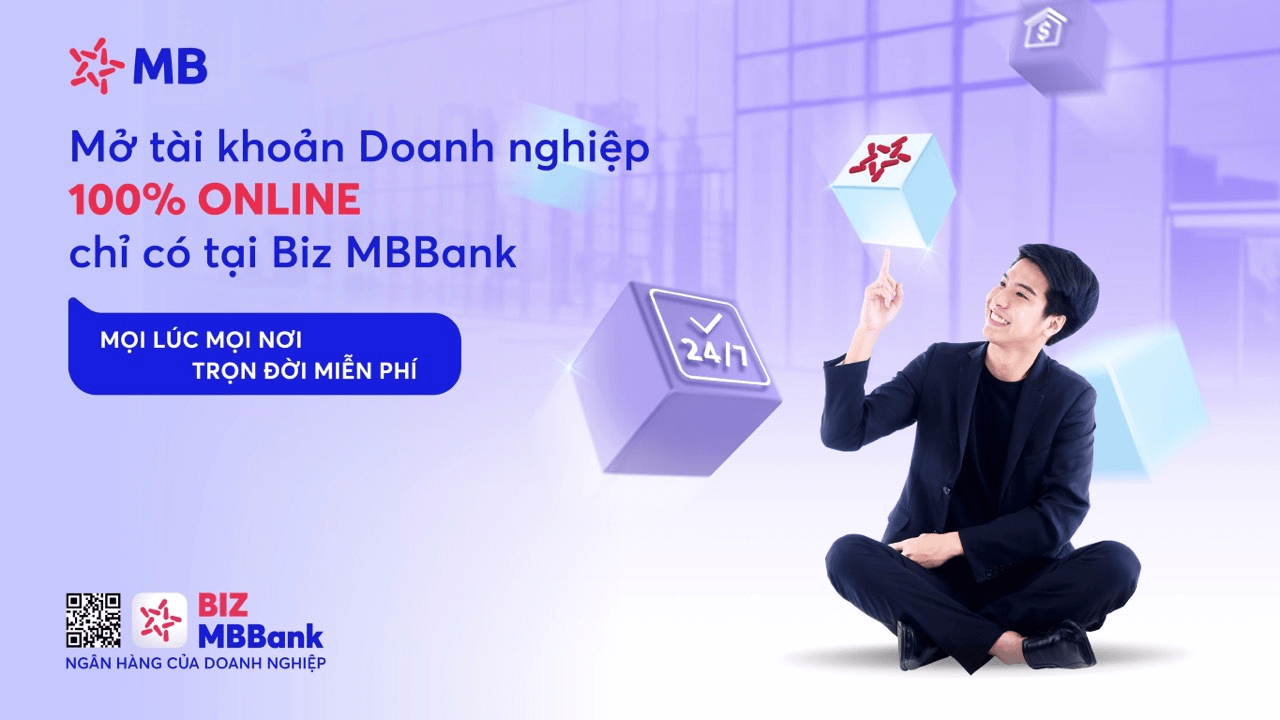 MB
Mở tài khoản Doanh nghiệp
100% ONLINE
chỉ có tại Biz MBBank
MỌI LÚC MỌI NƠI
TRỌN ĐỜI MIỄN PHÍ
24/7
$
BIZ
MBBank
NGÂN HÀNG CỦA DOANH NGHIỆP